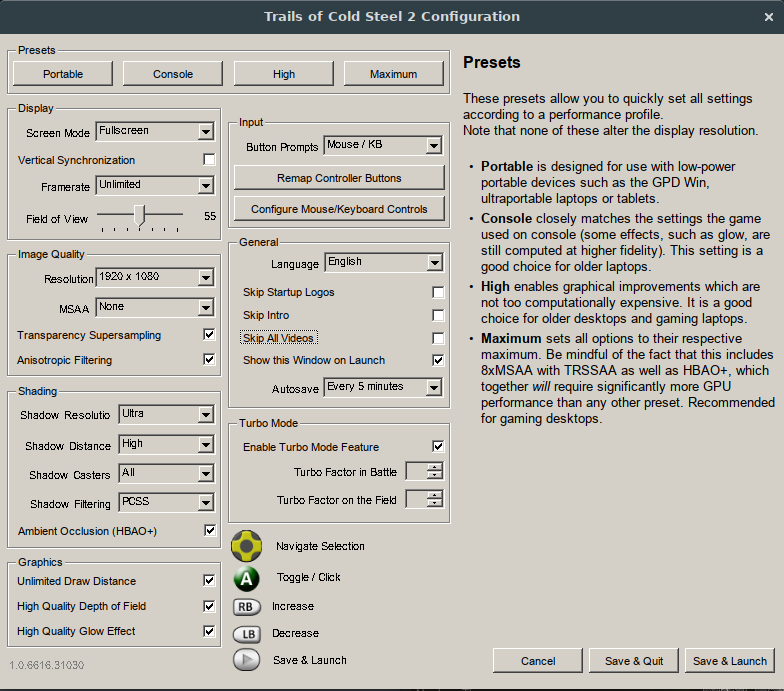 Trails of Cold Steel 2 Configuration
Presets
Portable
Console
High
Maximum
Display
Screen Mode Fullscreen
Vertical Synchronization
Framerate Unlimited
Field of View 55
Image Quality
Resolution 1920 x 1080
MSAA None
Transparency Supersampling
Anisotropic Filtering
Shading
Shadow Resolutio Ultra
Shadow Distance High
Shadow Casters All
Shadow Filtering PCSS
Ambient Occlusion (HBAO+)
Graphics
Unlimited Draw Distance
High Quality Depth of Field
High Quality Glow Effect
1.0.6616.31030
Input
Button Prompts Mouse / KB
Remap Controller Buttons
Configure Mouse/Keyboard Controls
General
Language English
Skip Startup Logos
Skip Intro
Skip All Videos
Show this Window on Launch
Autosave Every 5 minutes
Turbo Mode
Enable Turbo Mode Feature
Turbo Factor in Battle
Turbo Factor on the Field
Navigate Selection
A Toggle / Click
RB Increase
LB Decrease
Save & Launch
Presets
These presets allow you to quickly set all settings
according to a performance profile.
Note that none of these alter the display resolution.
• Portable is designed for use with low-power
portable devices such as the GPD Win,
ultraportable laptops or tablets.
• Console closely matches the settings the game
used on console (some effects, such as glow, are
still computed at higher fidelity). This setting is a
good choice for older laptops.
• High enables graphical improvements which are
not too computationally expensive. It is a good
choice for older desktops and gaming laptops.
• Maximum sets all options to their respective
maximum. Be mindful of the fact that this includes
8xMSAA with TRSSAA as well as HBAO+, which
together will require significantly more GPU
performance than any other preset. Recommended
for gaming desktops.
Cancel
Save & Quit
Save & Launch